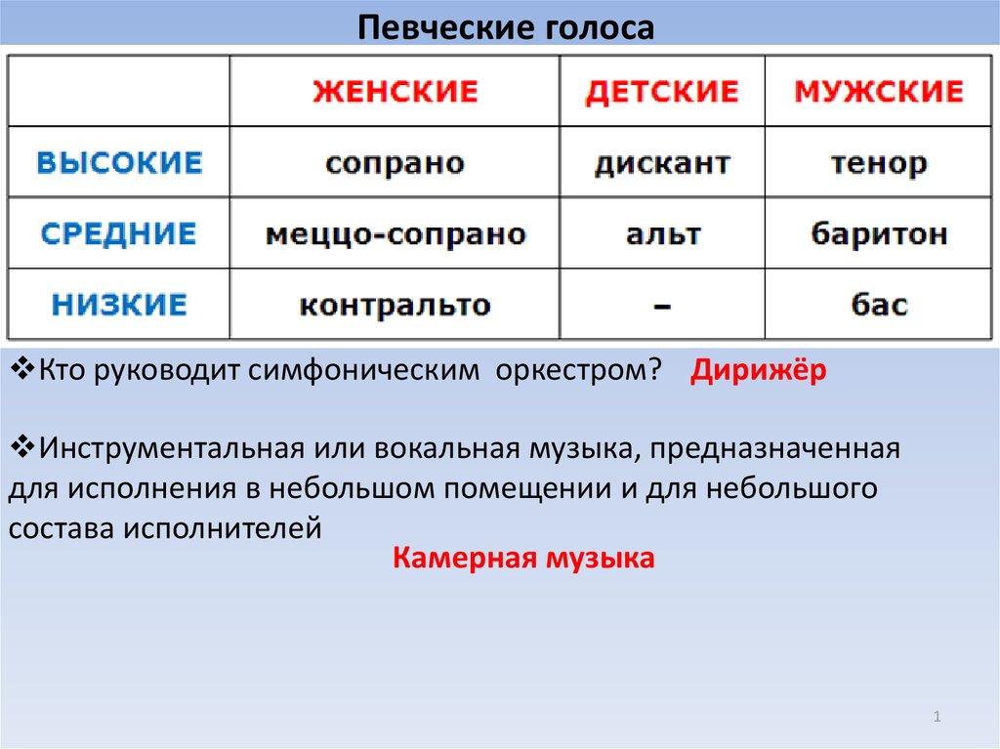 Певческие голоса
ЖЕНСКИЕ ДЕТСКИЕ МУЖСКИЕ
ВЫСОКИЕ сопрано дискант тенор
СРЕДНИЕ меццо-сопрано альт баритон
НИЗКИЕ контральто – бас
❖Кто руководит симфоническим оркестром? Дирижёр
❖Инструментальная или вокальная музыка, предназначенная
для исполнения в небольшом помещении и для небольшого
состава исполнителей
Камерная музыка
1